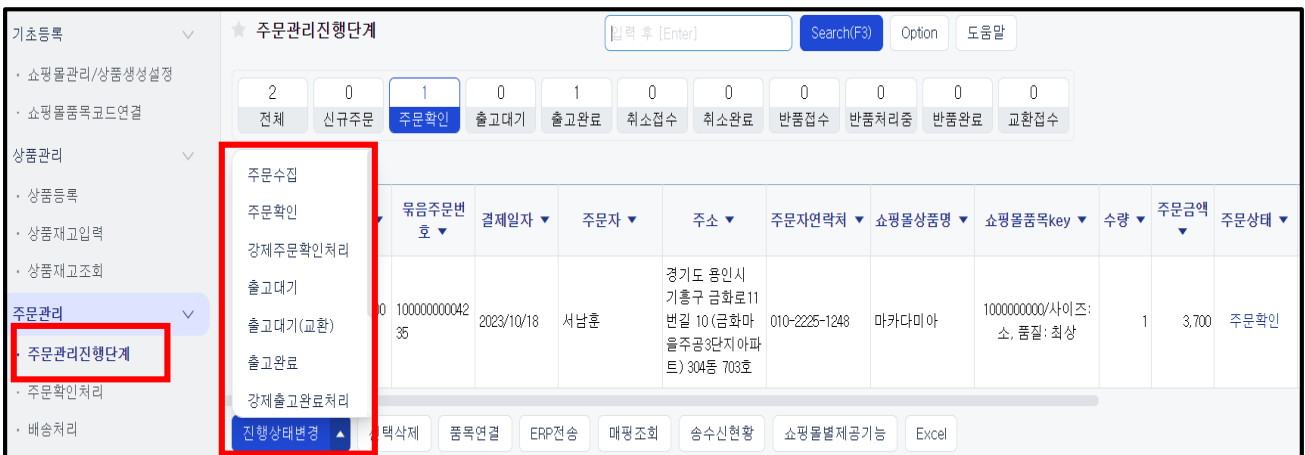 기초등록
· 쇼핑몰관리/상품생성설정
· 쇼핑몰품목코드연결
상품관리
· 상품등록
· 상품재고입력
· 상품재고조회
주문관리
· 주문관리진행단계
· 주문확인처리
· 배송처리
주문관리진행단계
입력 후 [Enter]
Search(F3)
Option
도움말
2 0 1 0 1 0 0 0 0 0 0
전체 신규주문 주문확인 출고대기 출고완료 취소접수 취소완료 반품접수 반품처리중 반품완료 교환접수
주문수집
주문확인
강제주문확인처리
출고대기
출고대기(교환)
출고완료
강제출고완료처리
▼
묶음주문번
호 ▼
결제일자 ▼
주문자 ▼
주소 ▼
주문자연락처 ▼
쇼핑몰상품명 ▼
쇼핑몰품목key ▼
수량 ▼
주문금액
▼
주문상태 ▼
00
10000000042
35
2023/10/18
서남훈
경기도 용인시
기흥구 금화로11
번길 10 (금화마
을주공3단지아파
트) 304동 703호
010-2225-1248
마카다미아
1000000000/사이즈:
소, 품질: 최상
1
3,700
주문확인
진행상태변경 ▲
선택삭제
품목연결
ERP전송
매핑조회
송수신현황
쇼핑몰별제공기능
Excel